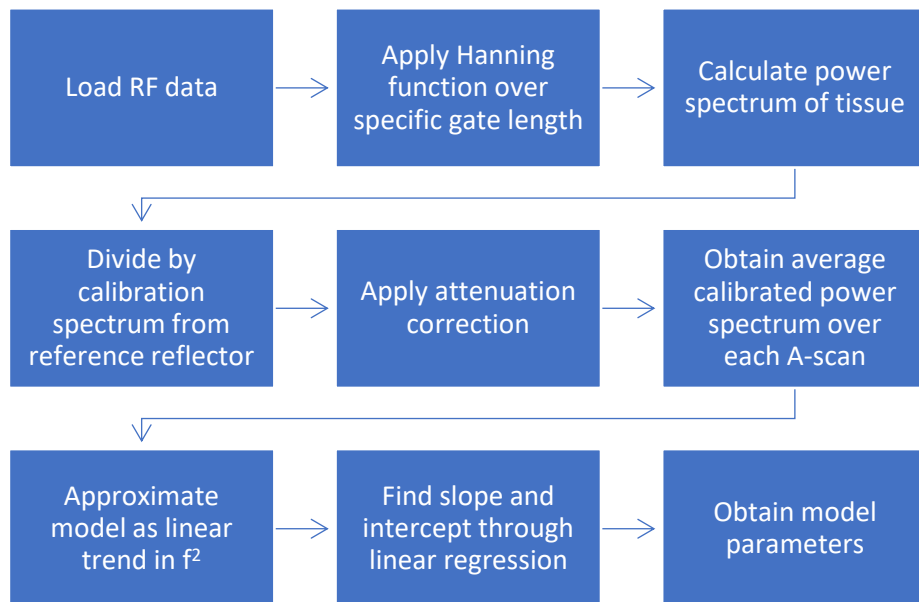 Load RF data
Apply Hanning
function over
specific gate length
Calculate power
spectrum of tissue
Divide by
calibration
spectrum from
reference reflector
Apply attenuation
correction
Obtain average
calibrated power
spectrum over
each A-scan
Approximate
model as linear
trend in f²
Find slope and
intercept through
linear regression
Obtain model
parameters